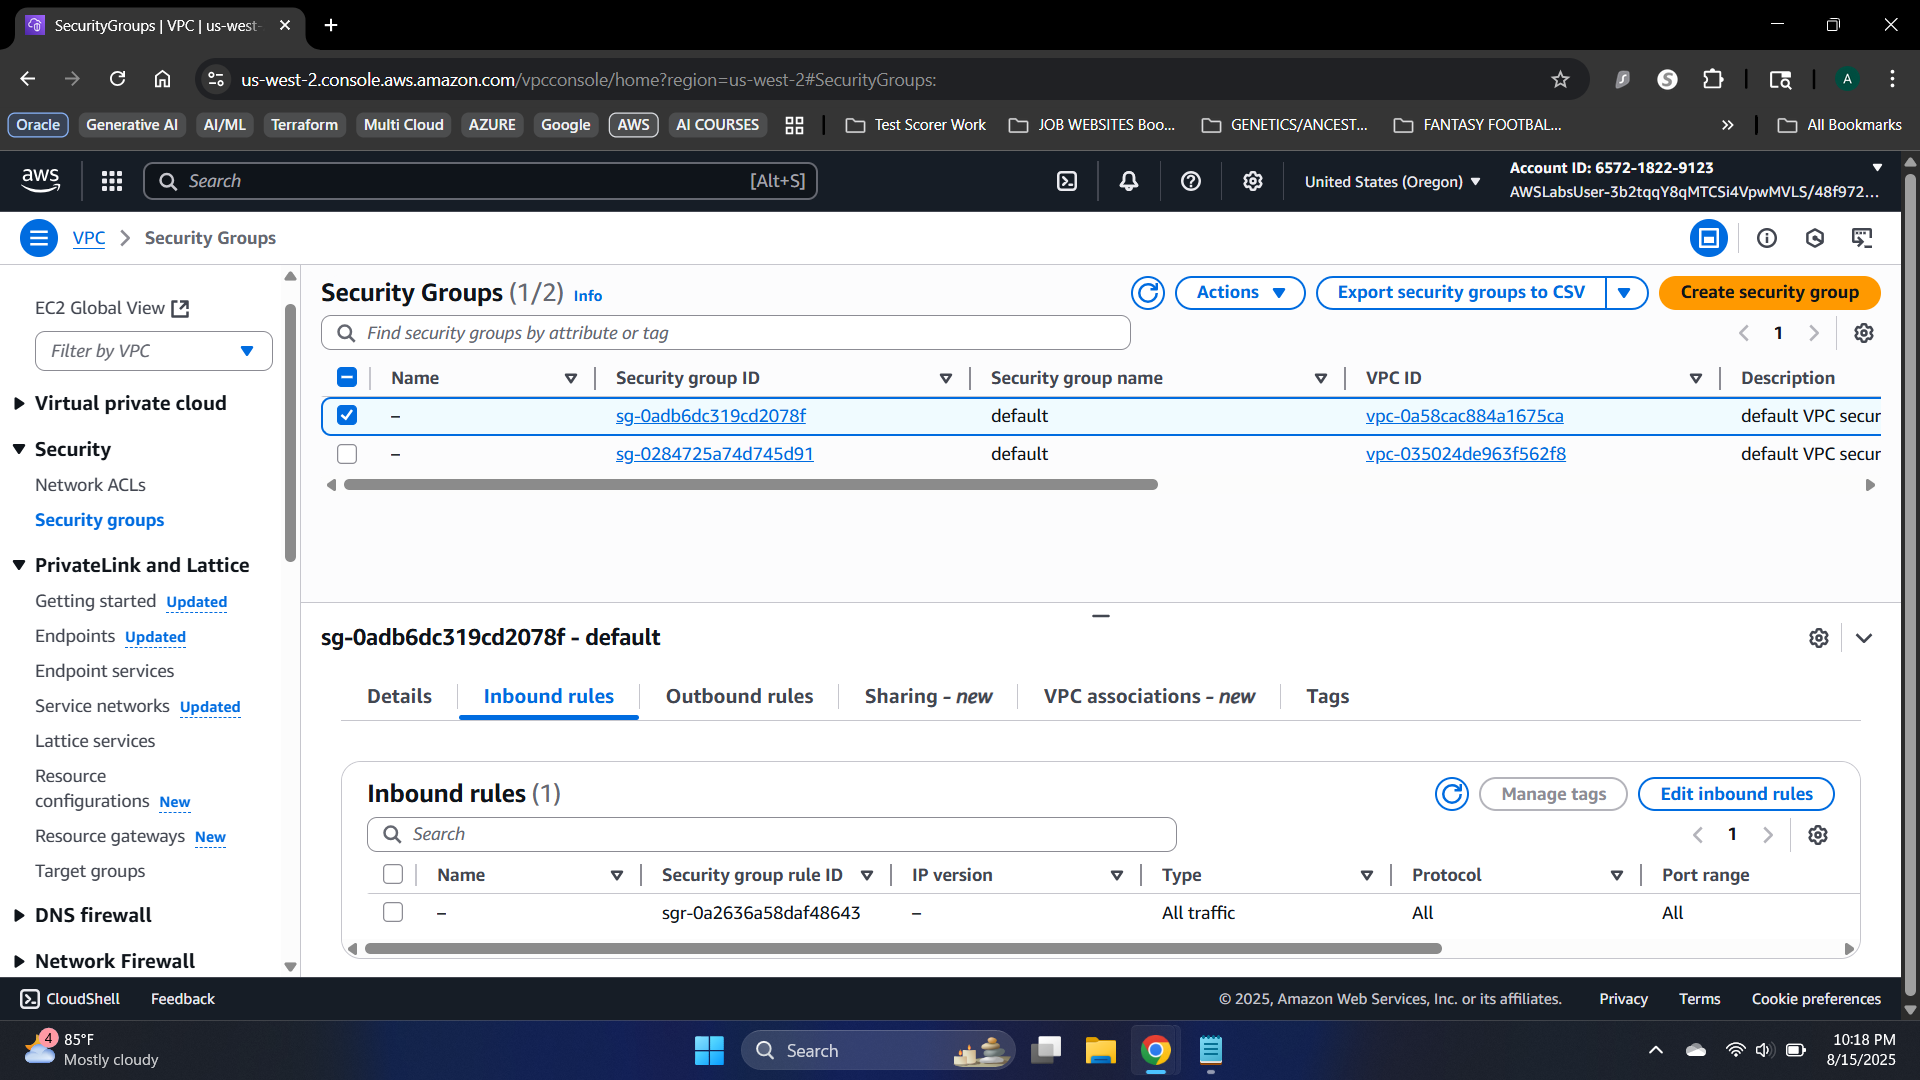 SecurityGroups | VPC | us-west-
us-west-2.console.aws.amazon.com/vpcconsole/home?region=us-west-2#SecurityGroups:
A
Oracle Generative AI AI/ML Terraform Multi Cloud AZURE Google AWS AI COURSES Test Scorer Work JOB WEBSITES Boo... GENETICS/ANCEST... FANTASY FOOTBAL... All Bookmarks
aws Search [Alt+S] United States (Oregon) Account ID: 6572-1822-9123
AWSLabsUser-3b2tqqY8qMTCSi4VpwMVLS/48f972...
VPC Security Groups
EC2 Global View
Filter by VPC
Virtual private cloud
Security
Network ACLs
Security groups
PrivateLink and Lattice
Getting started Updated
Endpoints Updated
Endpoint services
Service networks Updated
Lattice services
Resource
configurations New
Resource gateways New
Target groups
DNS firewall
Network Firewall
Security Groups (1/2) Info Actions Export security groups to CSV Create security group
Find security groups by attribute or tag 1
Name Security group ID Security group name VPC ID Description
– sg-0adb6dc319cd2078f default vpc-0a58cac884a1675ca default VPC secur
– sg-0284725a74d745d91 default vpc-035024de963f562f8 default VPC secur
sg-0adb6dc319cd2078f - default
Details Inbound rules Outbound rules Sharing - new VPC associations - new Tags
Inbound rules (1) Manage tags Edit inbound rules
Search 1
Name Security group rule ID IP version Type Protocol Port range
– sgr-0a2636a58daf48643 – All traffic All All
CloudShell Feedback © 2025, Amazon Web Services, Inc. or its affiliates. Privacy Terms Cookie preferences
4 85°F
Mostly cloudy
Search
10:18 PM
8/15/2025